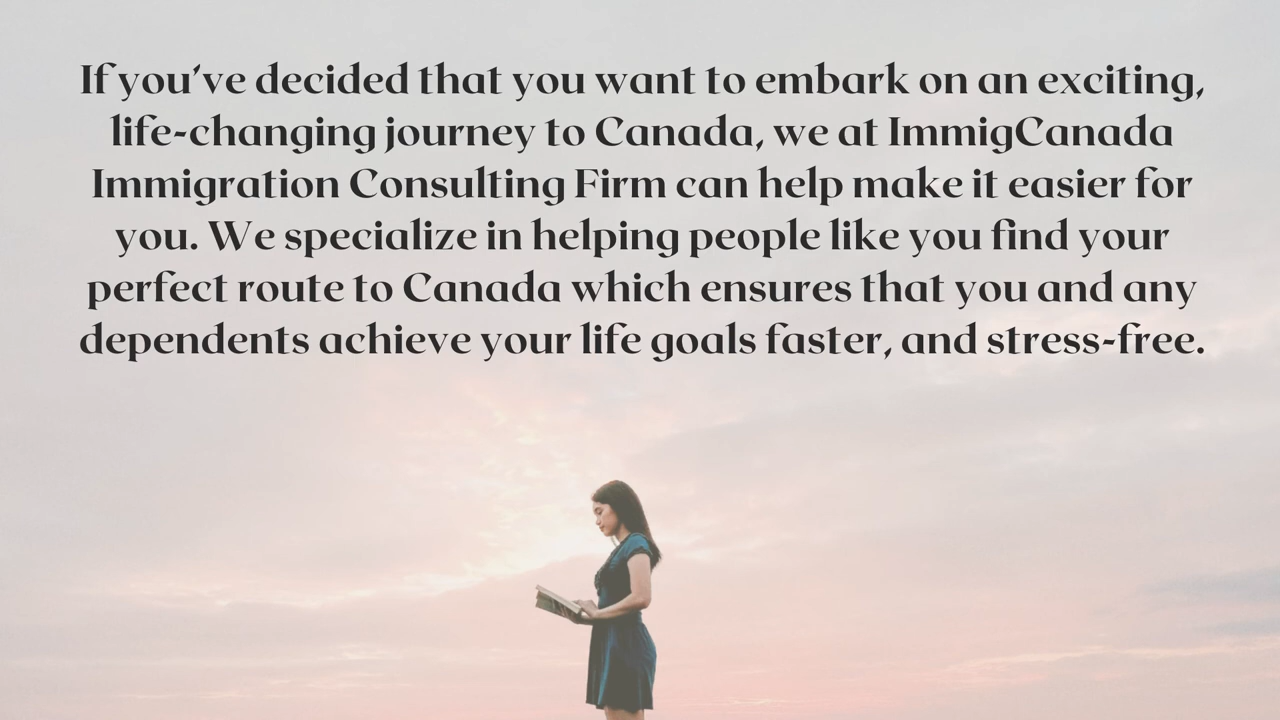 If you've decided that you want to embark on an exciting,
life-changing journey to Canada, we at ImmigCanada
Immigration Consulting Firm can help make it easier for
you. We specialize in helping people like you find your
perfect route to Canada which ensures that you and any
dependents achieve your life goals faster, and stress-free.